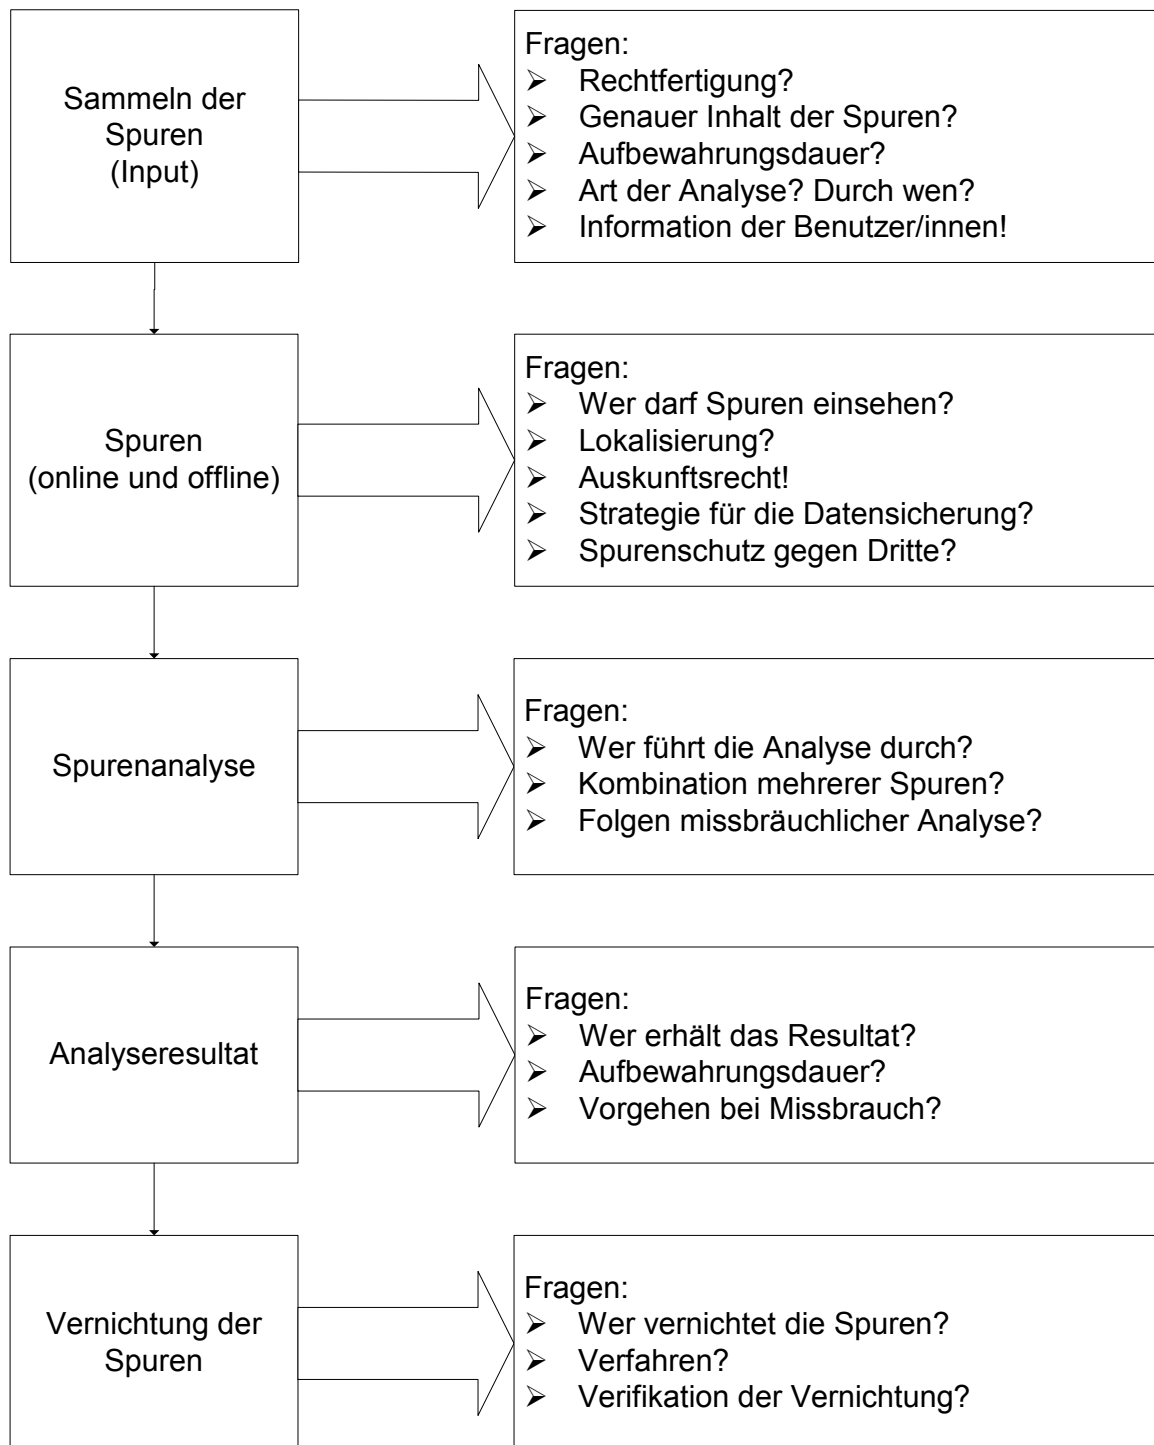 Sammeln der
Spuren
(Input)
Fragen:
➢ Rechtfertigung?
➢ Genauer Inhalt der Spuren?
➢ Aufbewahrungsdauer?
➢ Art der Analyse? Durch wen?
➢ Information der Benutzer/innen!
Spuren
(online und offline)
Fragen:
➢ Wer darf Spuren einsehen?
➢ Lokalisierung?
➢ Auskunftsrecht!
➢ Strategie für die Datensicherung?
➢ Spurenschutz gegen Dritte?
Spurenanalyse
Fragen:
➢ Wer führt die Analyse durch?
➢ Kombination mehrerer Spuren?
➢ Folgen missbräuchlicher Analyse?
Analyseresultat
Fragen:
➢ Wer erhält das Resultat?
➢ Aufbewahrungsdauer?
➢ Vorgehen bei Missbrauch?
Vernichtung der
Spuren
Fragen:
➢ Wer vernichtet die Spuren?
➢ Verfahren?
➢ Verifikation der Vernichtung?